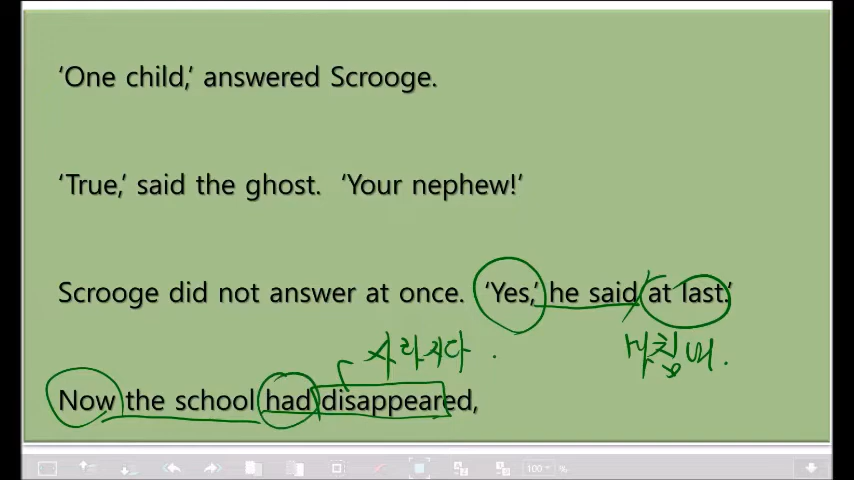 ‘One child,’ answered Scrooge.
‘True,’ said the ghost. ‘Your nephew!’
Scrooge did not answer at once. ‘Yes,’ he said at last.’
사라지다.
마침내.
Now the school had disappeared,
100 %